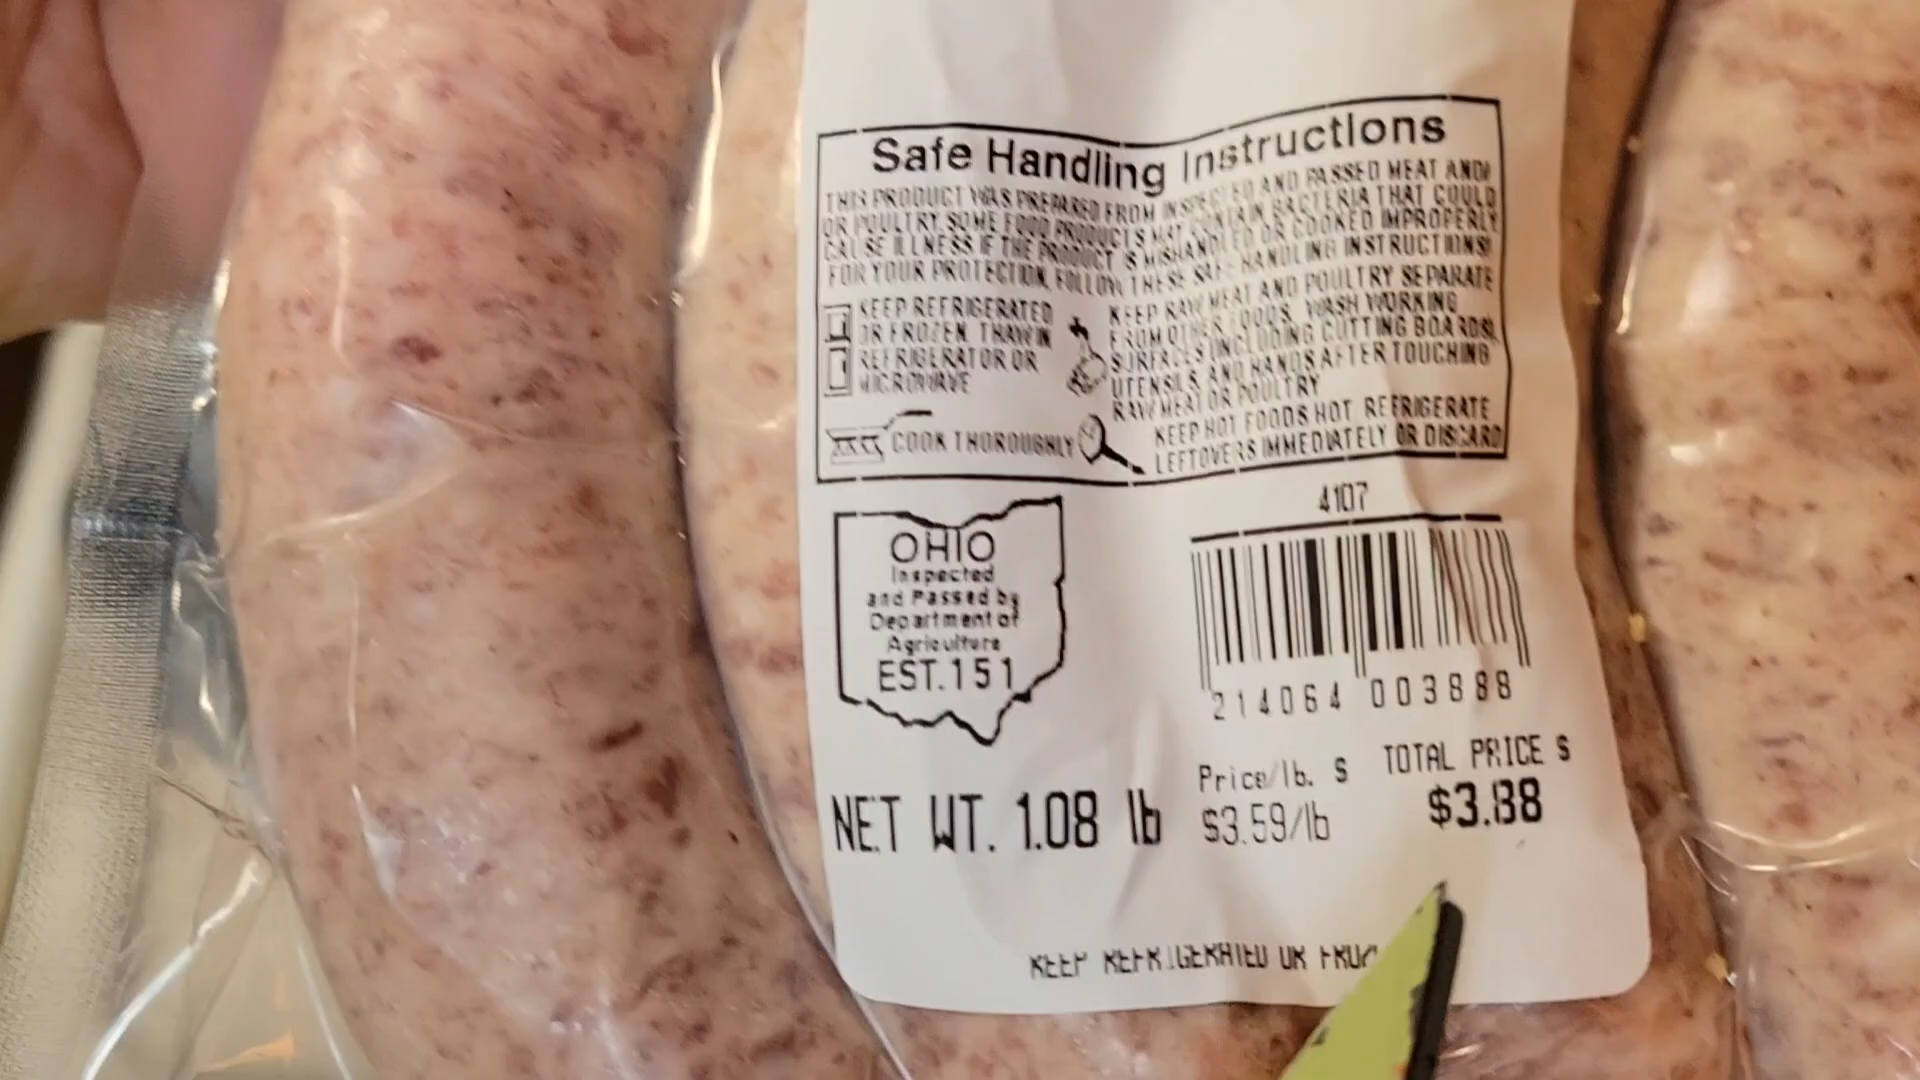 Safe Handling Instructions
THIS PRODUCT WAS PREPARED FROM INSPECTED AND PASSED MEAT AND/
OR POULTRY. SOME FOOD PRODUCTS MAY CONTAIN BACTERIA THAT COULD
CAUSE ILLNESS IF THE PRODUCT IS MISHANDLED OR COOKED IMPROPERLY.
FOR YOUR PROTECTION, FOLLOW THESE SAFE HANDLING INSTRUCTIONS
KEEP REFRIGERATED
OR FROZEN. THAW IN
REFRIGERATOR OR
MICROWAVE
KEEP RAW MEAT AND POULTRY SEPARATE
FROM OTHER FOODS. WASH WORKING
SURFACES INCLUDING CUTTING BOARDS,
UTENSILS, AND HANDS AFTER TOUCHING
RAW MEAT OR POULTRY
COOK THOROUGHLY
KEEP HOT FOODS HOT REFRIGERATE
LEFTOVERS IMMEDIATELY OR DISCARD
4107
OHIO
Inspected
and Passed by
Department of
Agriculture
EST.151
214064 003888
Price/lb. $ TOTAL PRICE $
NET WT. 1.08 lb $3.59/lb $3.88
KEEP REFRIGERATED OR